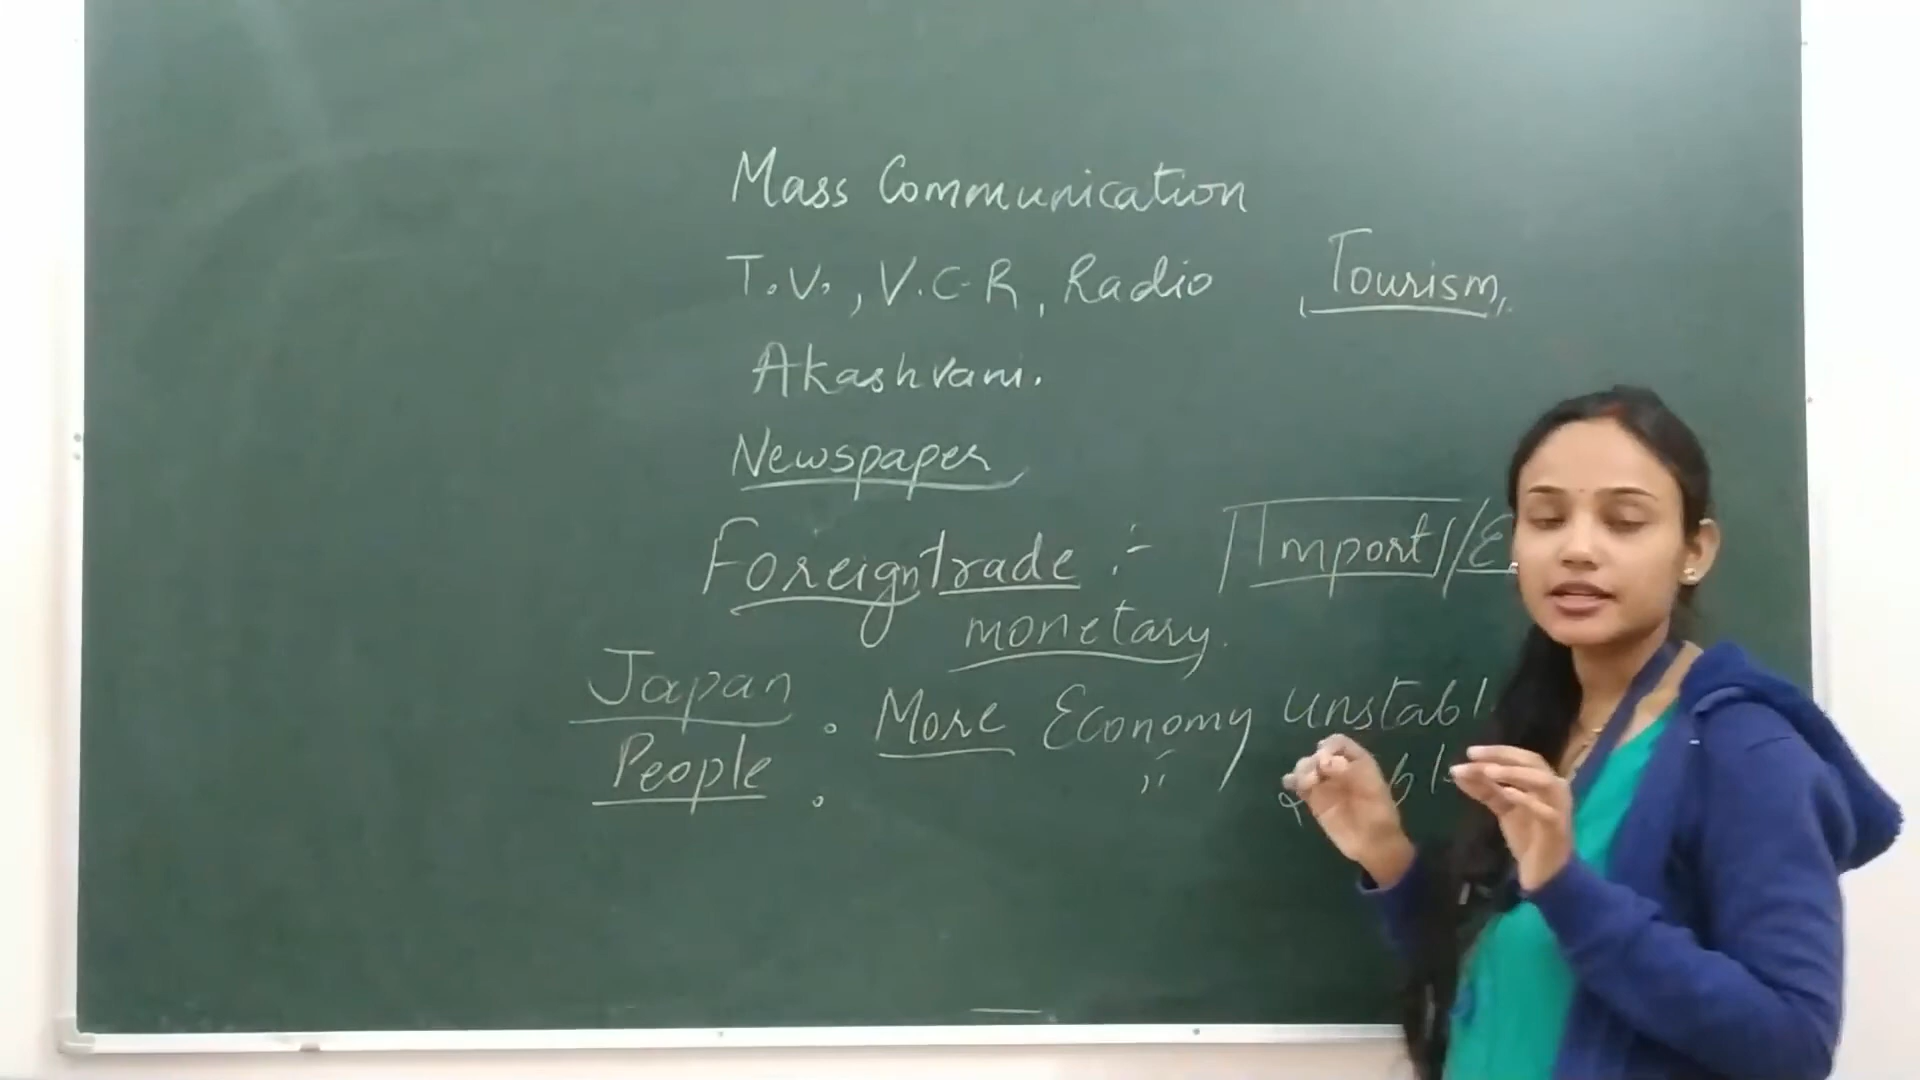 Mass Communication
T.V., V.C.R, Radio
Tourism,
Akashvani.
Newspaper
Foreign trade :- Import/E
monetary.
Japan
People
. More Economy unstabl
. "